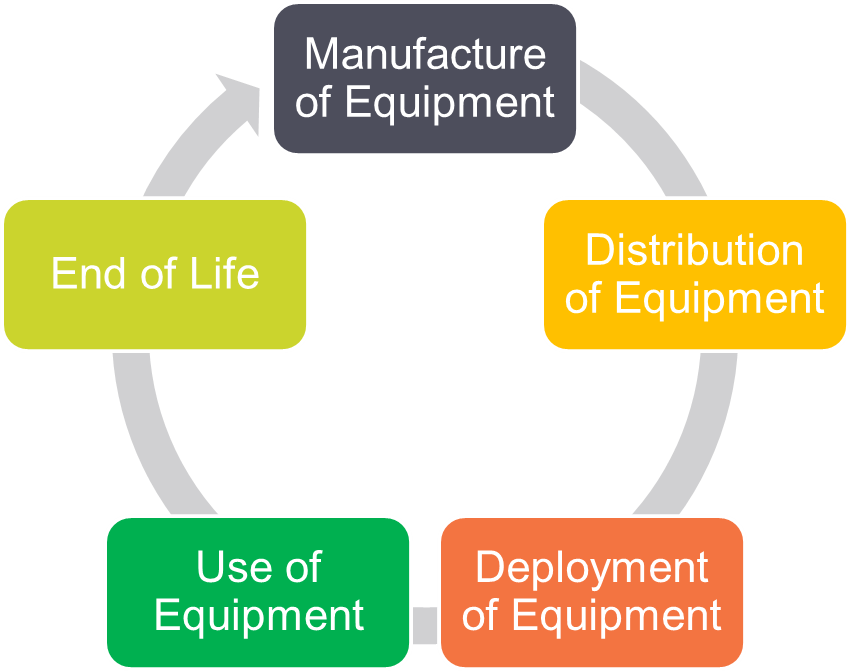 Manufacture
of Equipment
Distribution
of Equipment
Deployment
of Equipment
Use of
Equipment
End of Life